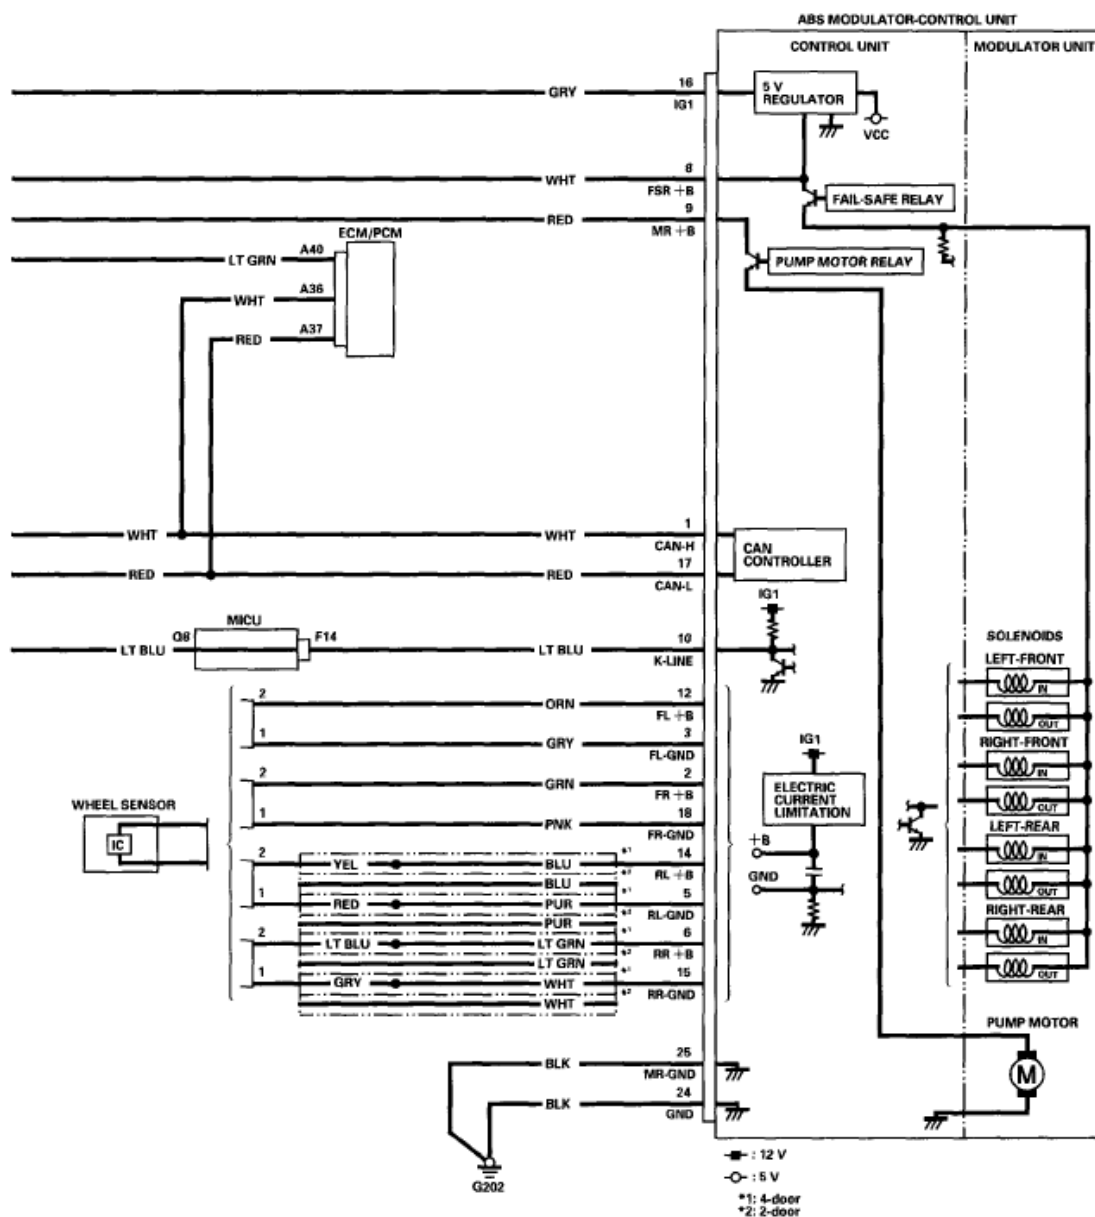 ABS MODULATOR-CONTROL UNIT
CONTROL UNIT
MODULATOR UNIT
16
GRY
IG1
5 V
REGULATOR
VCC
8
WHT
FSR +B
FAIL-SAFE RELAY
9
RED
MR +B
ECM/PCM
PUMP MOTOR RELAY
LT GRN
A40
WHT
A36
RED
A37
WHT
WHT
1
CAN-H
CAN
CONTROLLER
RED
RED
17
CAN-L
IG1
MICU
LT BLU
Q8
F14
LT BLU
10
K-LINE
SOLENOIDS
LEFT-FRONT
IN
OUT
RIGHT-FRONT
IN
OUT
LEFT-REAR
IN
OUT
RIGHT-REAR
IN
OUT
2
ORN
12
FL +B
1
GRY
3
FL-GND
2
GRN
2
FR +B
1
PNK
18
FR-GND
IG1
ELECTRIC
CURRENT
LIMITATION
+B
GND
WHEEL SENSOR
IC
2
YEL
BLU
*1
14
RL +B
BLU
*2
1
RED
PUR
*1
5
RL-GND
PUR
*2
2
LT BLU
LT GRN
*1
6
RR +B
LT GRN
*2
1
GRY
WHT
*1
15
RR-GND
WHT
*2
PUMP MOTOR
M
BLK
25
MR-GND
BLK
24
GND
G202
: 12 V
: 5 V
*1: 4-door
*2: 2-door